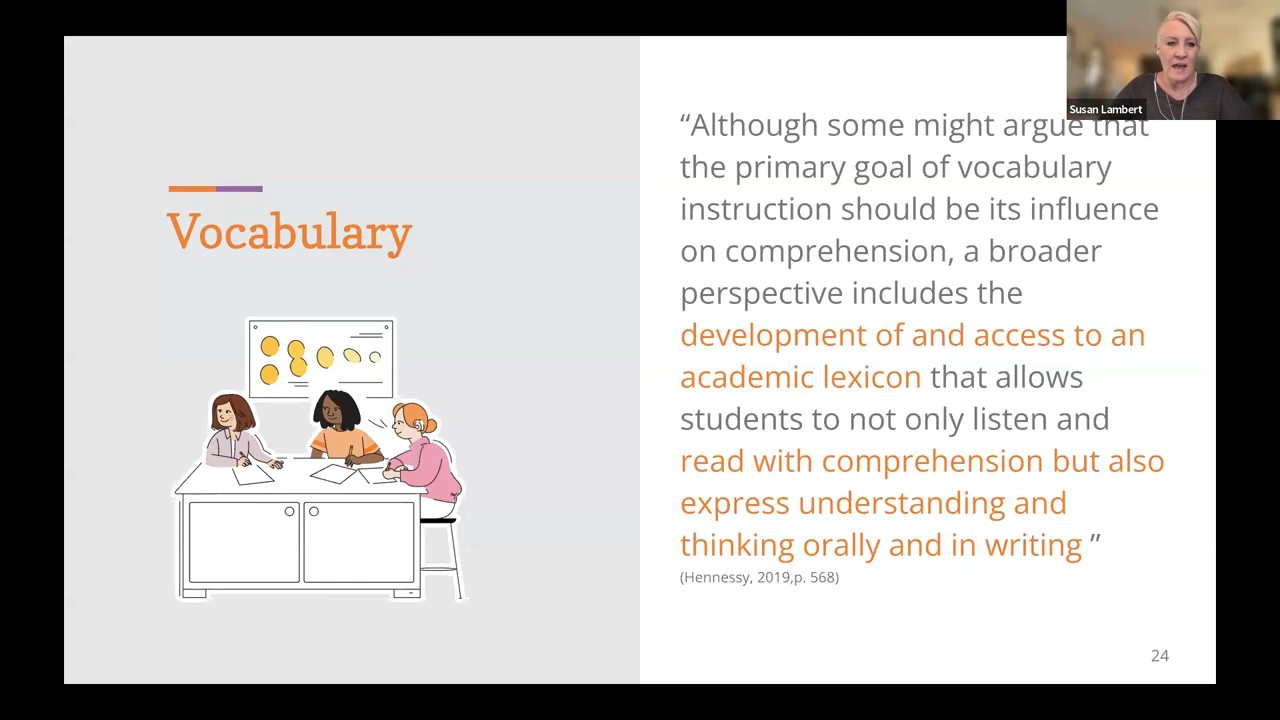 Susan Lambert
Vocabulary
“Although some might argue that
the primary goal of vocabulary
instruction should be its influence
on comprehension, a broader
perspective includes the
development of and access to an
academic lexicon that allows
students to not only listen and
read with comprehension but also
express understanding and
thinking orally and in writing ”
(Hennessy, 2019,p. 568)
24